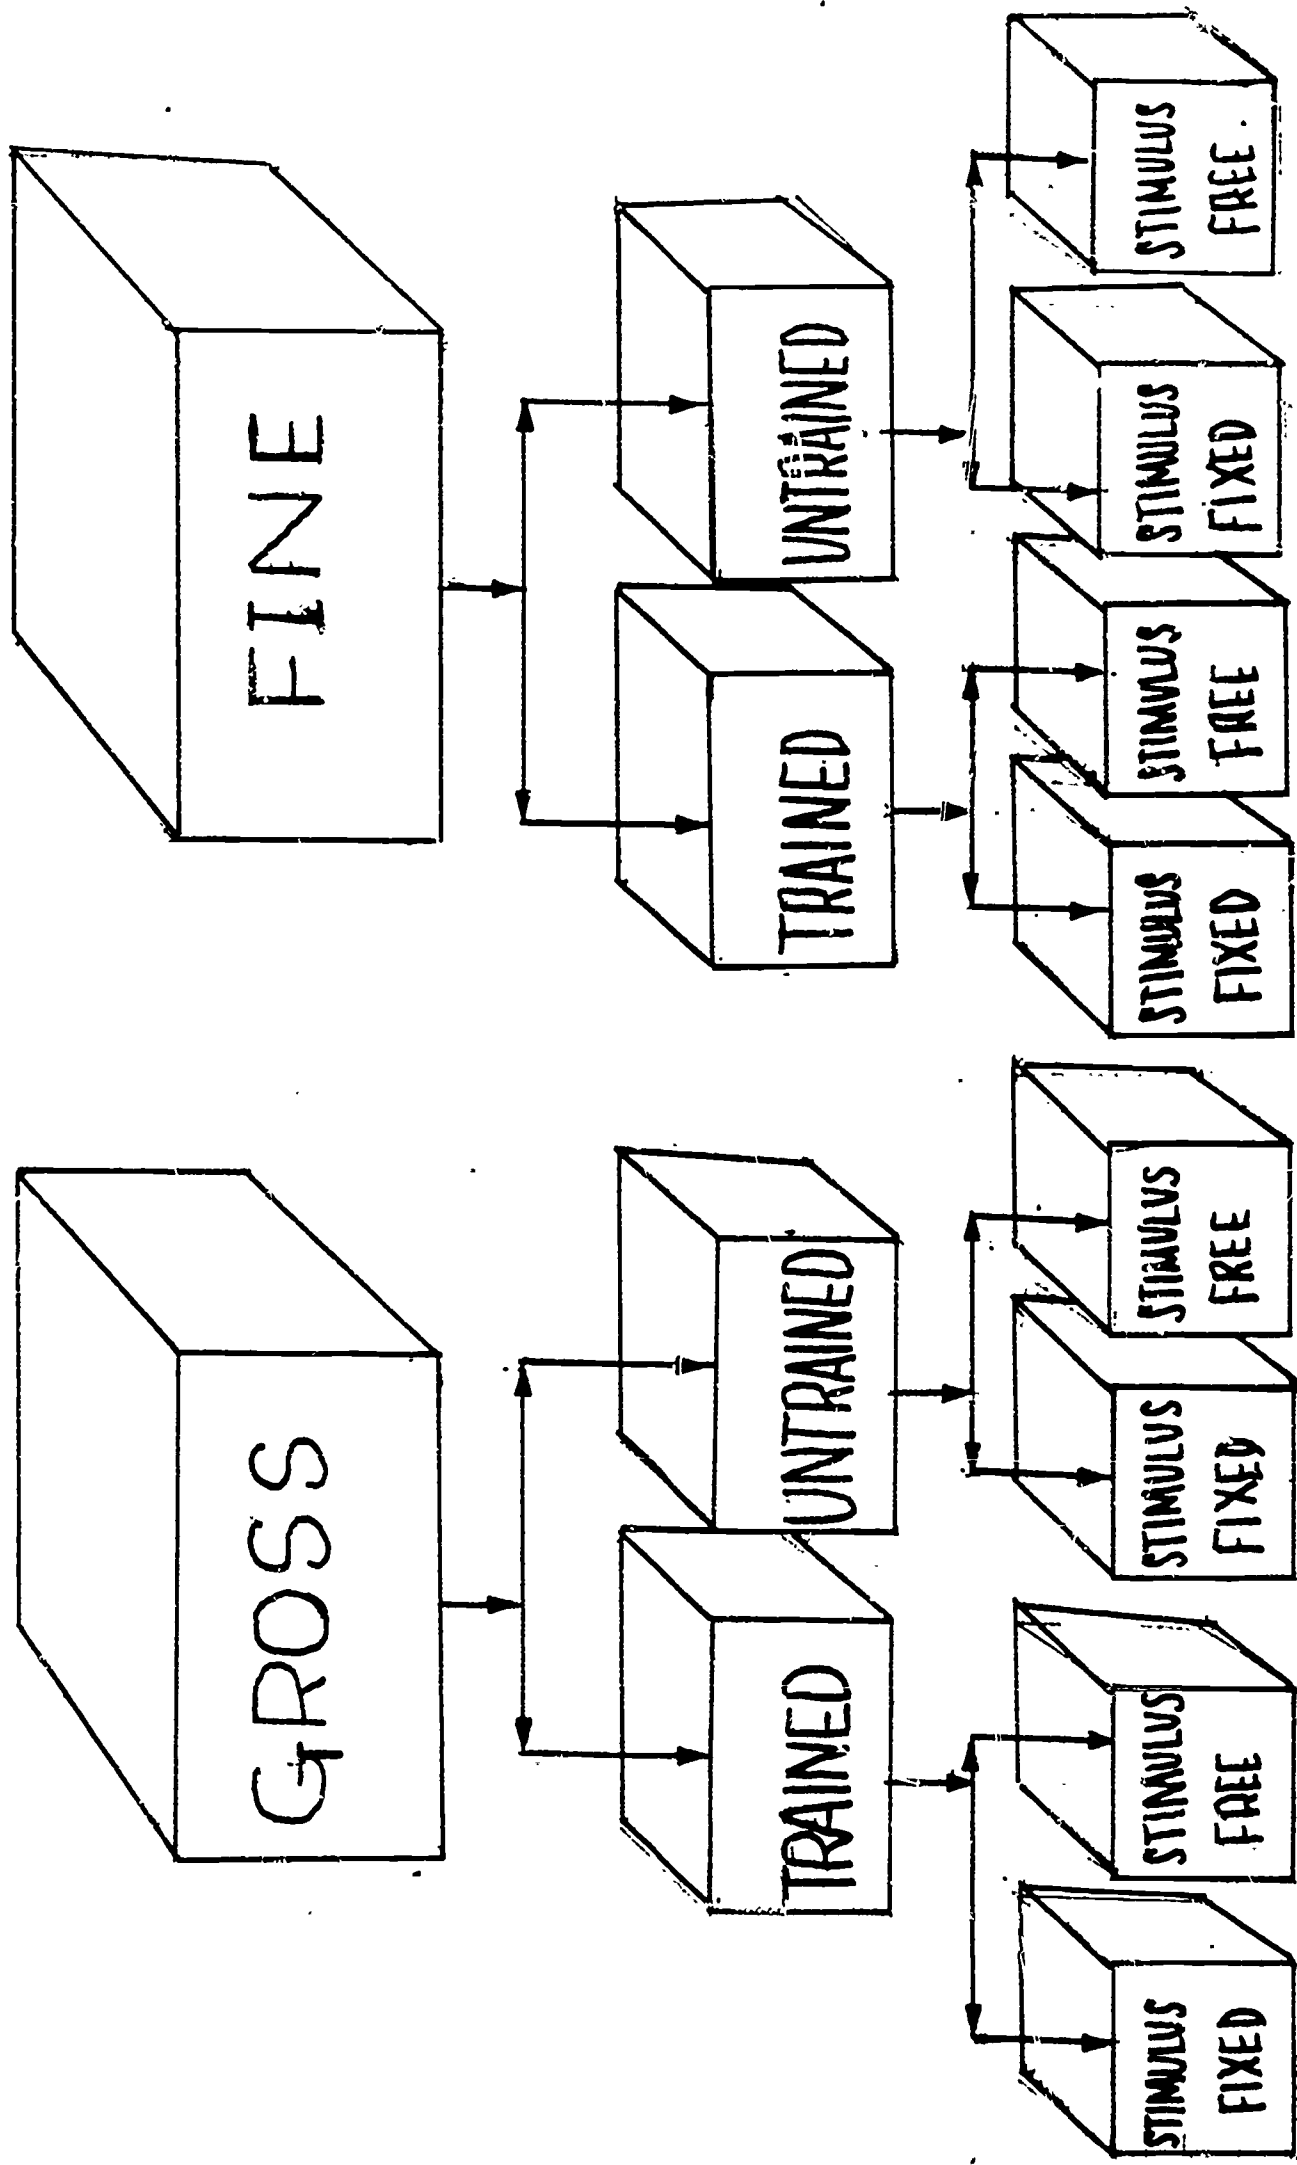 GROSS
FINE
TRAINED
UNTRAINED
TRAINED
UNTRAINED
STIMULUS
FIXED
STIMULUS
FREE
STIMULUS
FIXED
STIMULUS
FREE
STIMULUS
FIXED
STIMULUS
FREE
STIMULUS
FIXED
STIMULUS
FREE